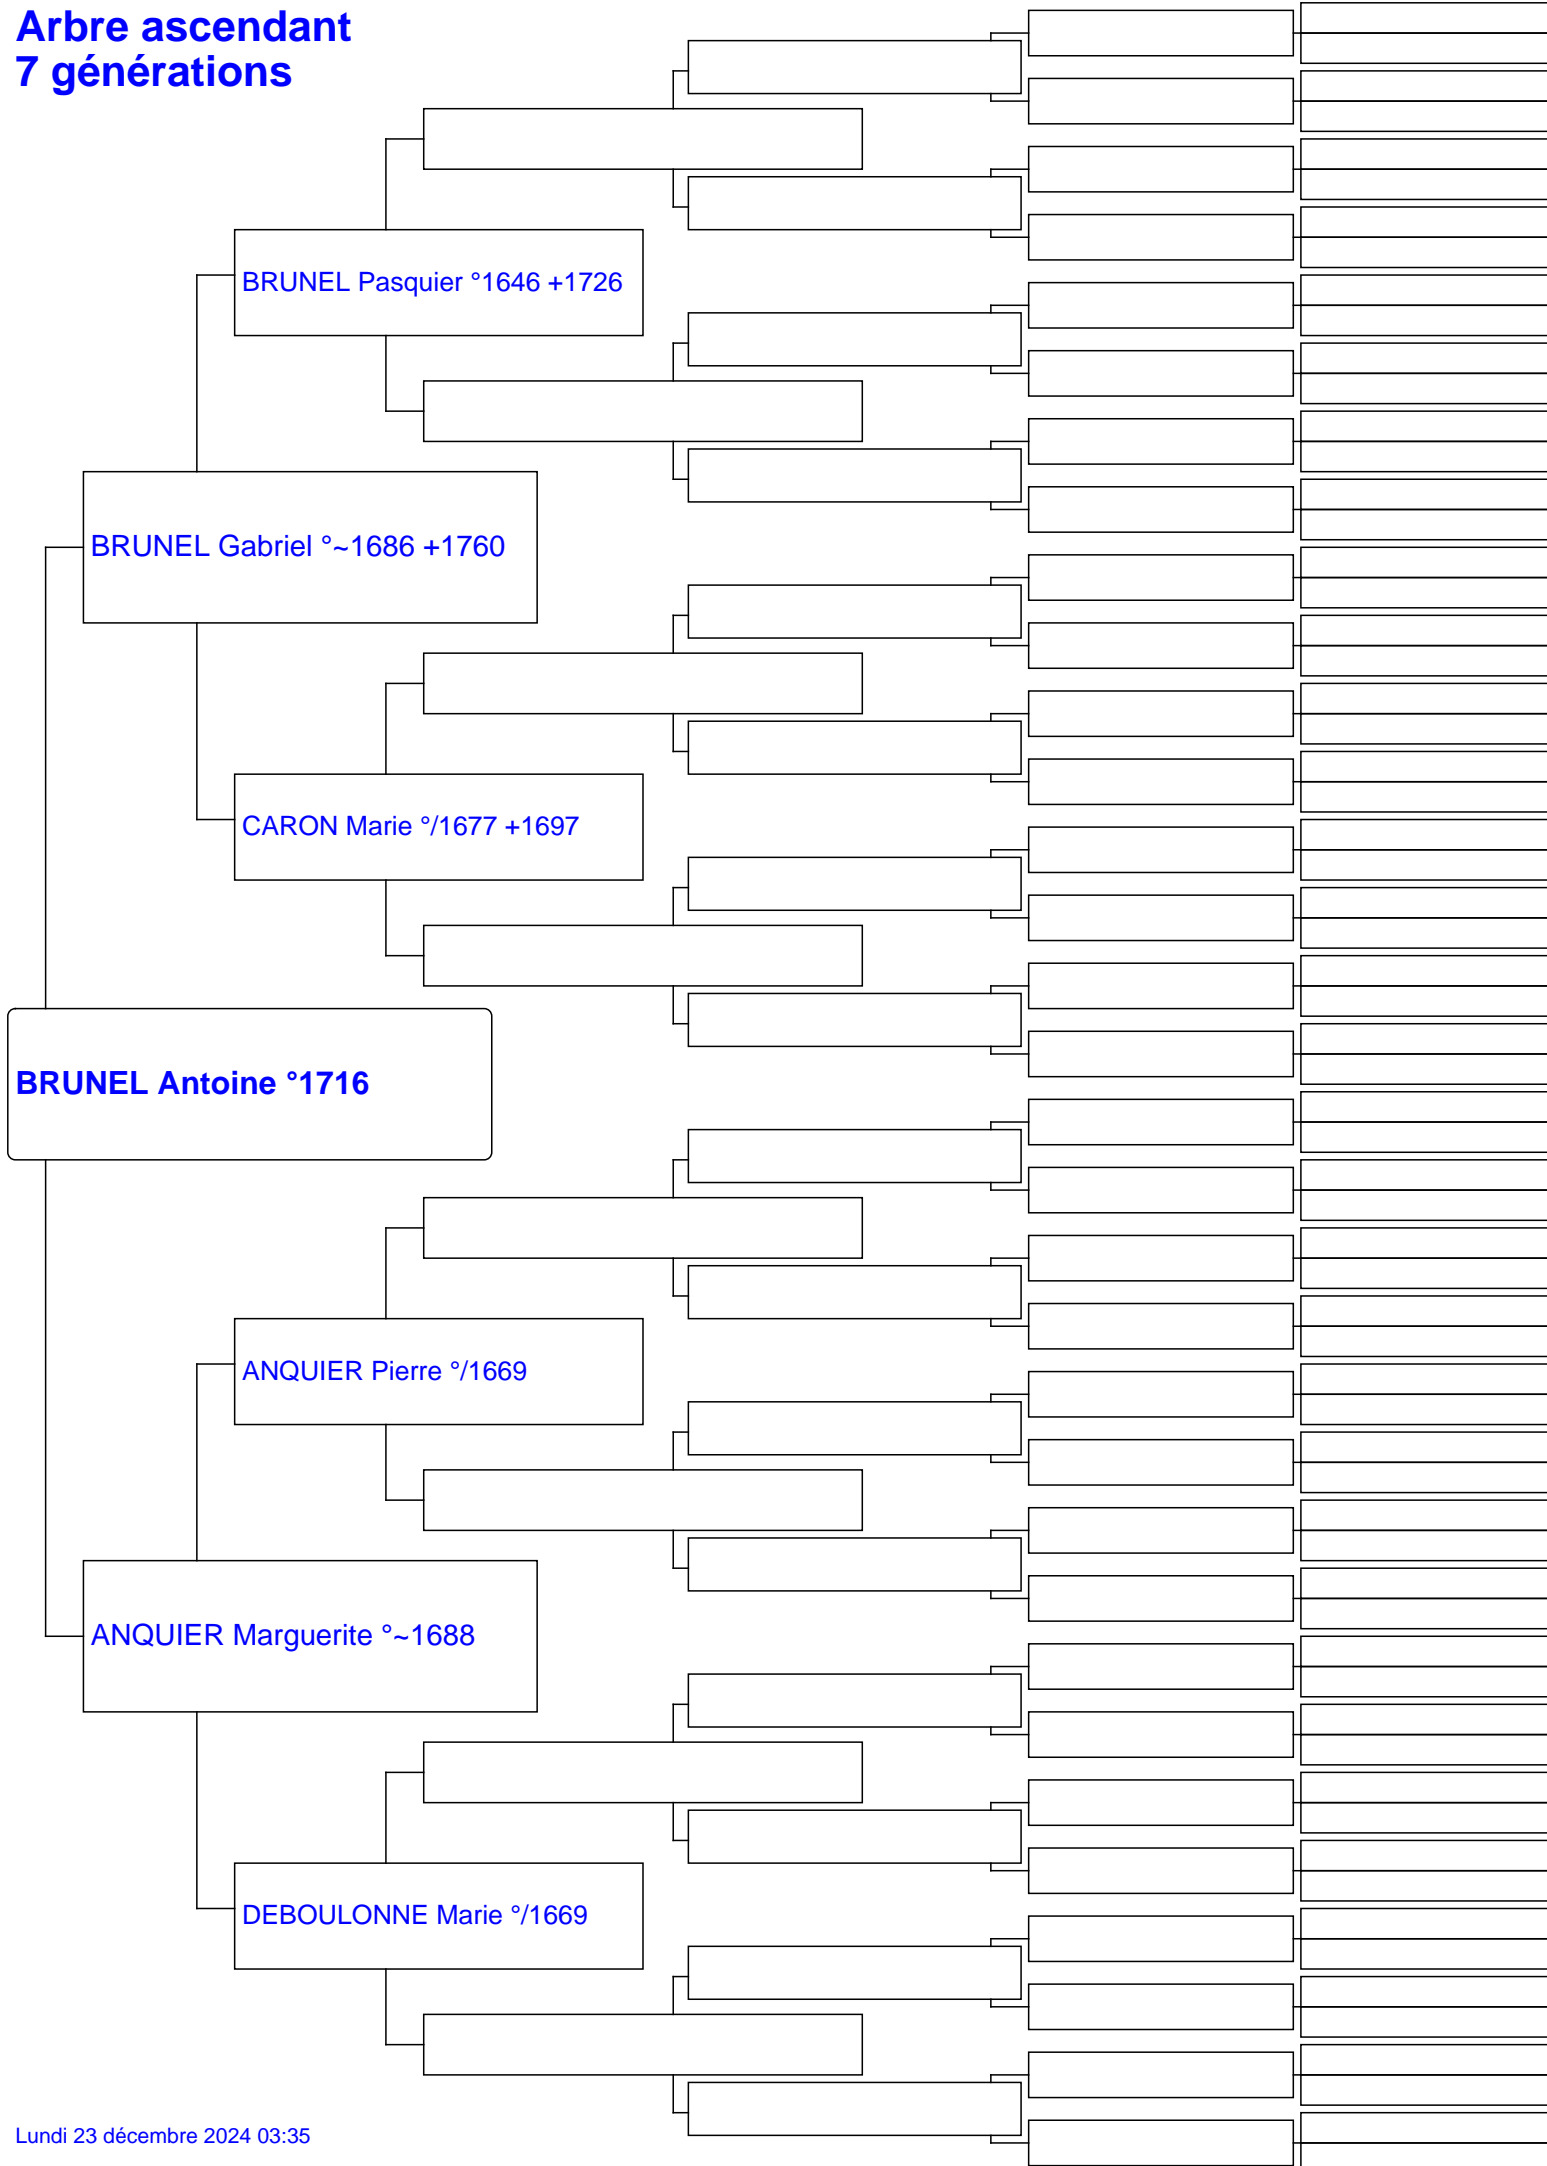 Arbre ascendant
7 générations
BRUNEL Pasquier °1646 +1726
BRUNEL Gabriel °~1686 +1760
CARON Marie °/1677 +1697
BRUNEL Antoine °1716
ANQUIER Pierre °/1669
ANQUIER Marguerite °~1688
DEBOULONNE Marie °/1669
Lundi 23 décembre 2024 03:35